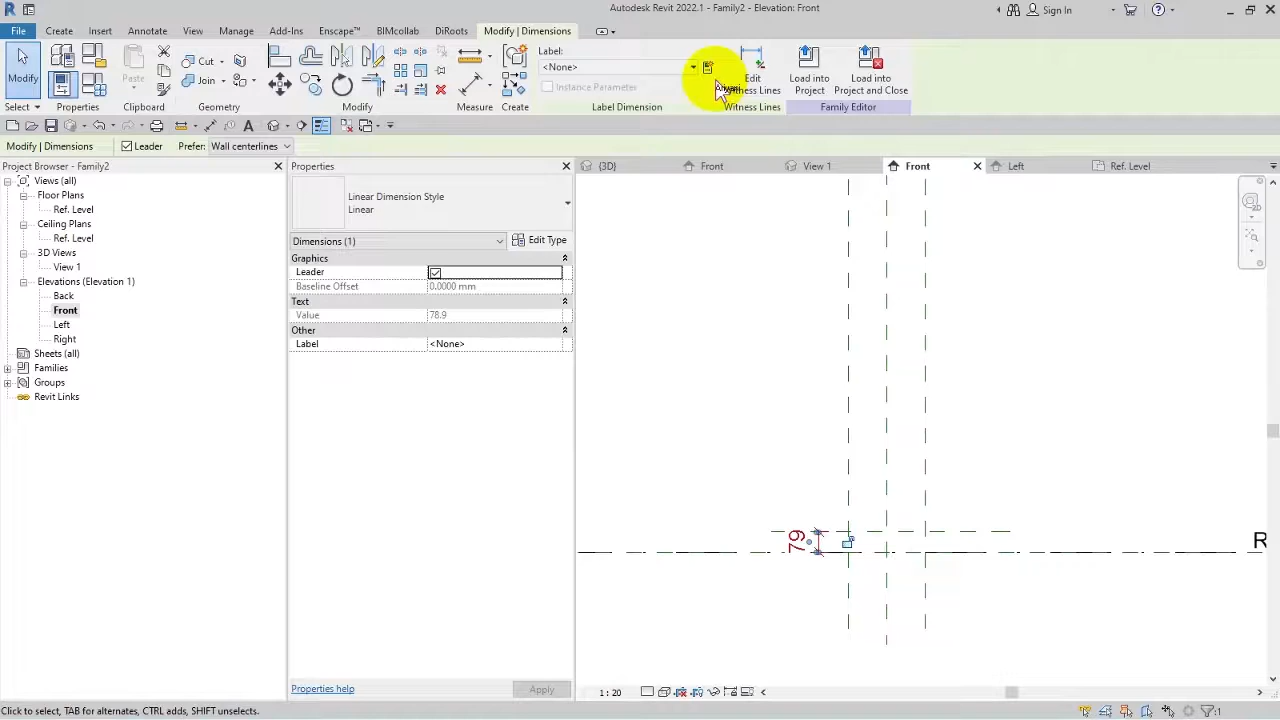 Autodesk Revit 2022.1 - Family2 - Elevation: Front
Sign In
File Create Insert Annotate View Manage Add-Ins Enscape™ BIMcollab DiRoots Modify | Dimensions
Modify
Paste
Cut
Join
Label:
<None>
Instance Parameter
Edit
Witness Lines
Load into
Project
Load into
Project and Close
Select Properties Clipboard Geometry Modify Measure Create Label Dimension Witness Lines Family Editor
Modify | Dimensions Leader Prefer: Wall centerlines
Project Browser - Family2
Views (all)
Floor Plans
Ref. Level
Ceiling Plans
Ref. Level
3D Views
View 1
Elevations (Elevation 1)
Back
Front
Left
Right
Sheets (all)
Families
Groups
Revit Links
Properties
Linear Dimension Style
Linear
Dimensions (1) Edit Type
Graphics
Leader
Baseline Offset 0.0000 mm
Text
Value 78.9
Other
Label <None>
Properties help Apply
{3D} Front View 1 Front Left Ref. Level
79
R
1 : 20
Click to select, TAB for alternates, CTRL adds, SHIFT unselects.
:1